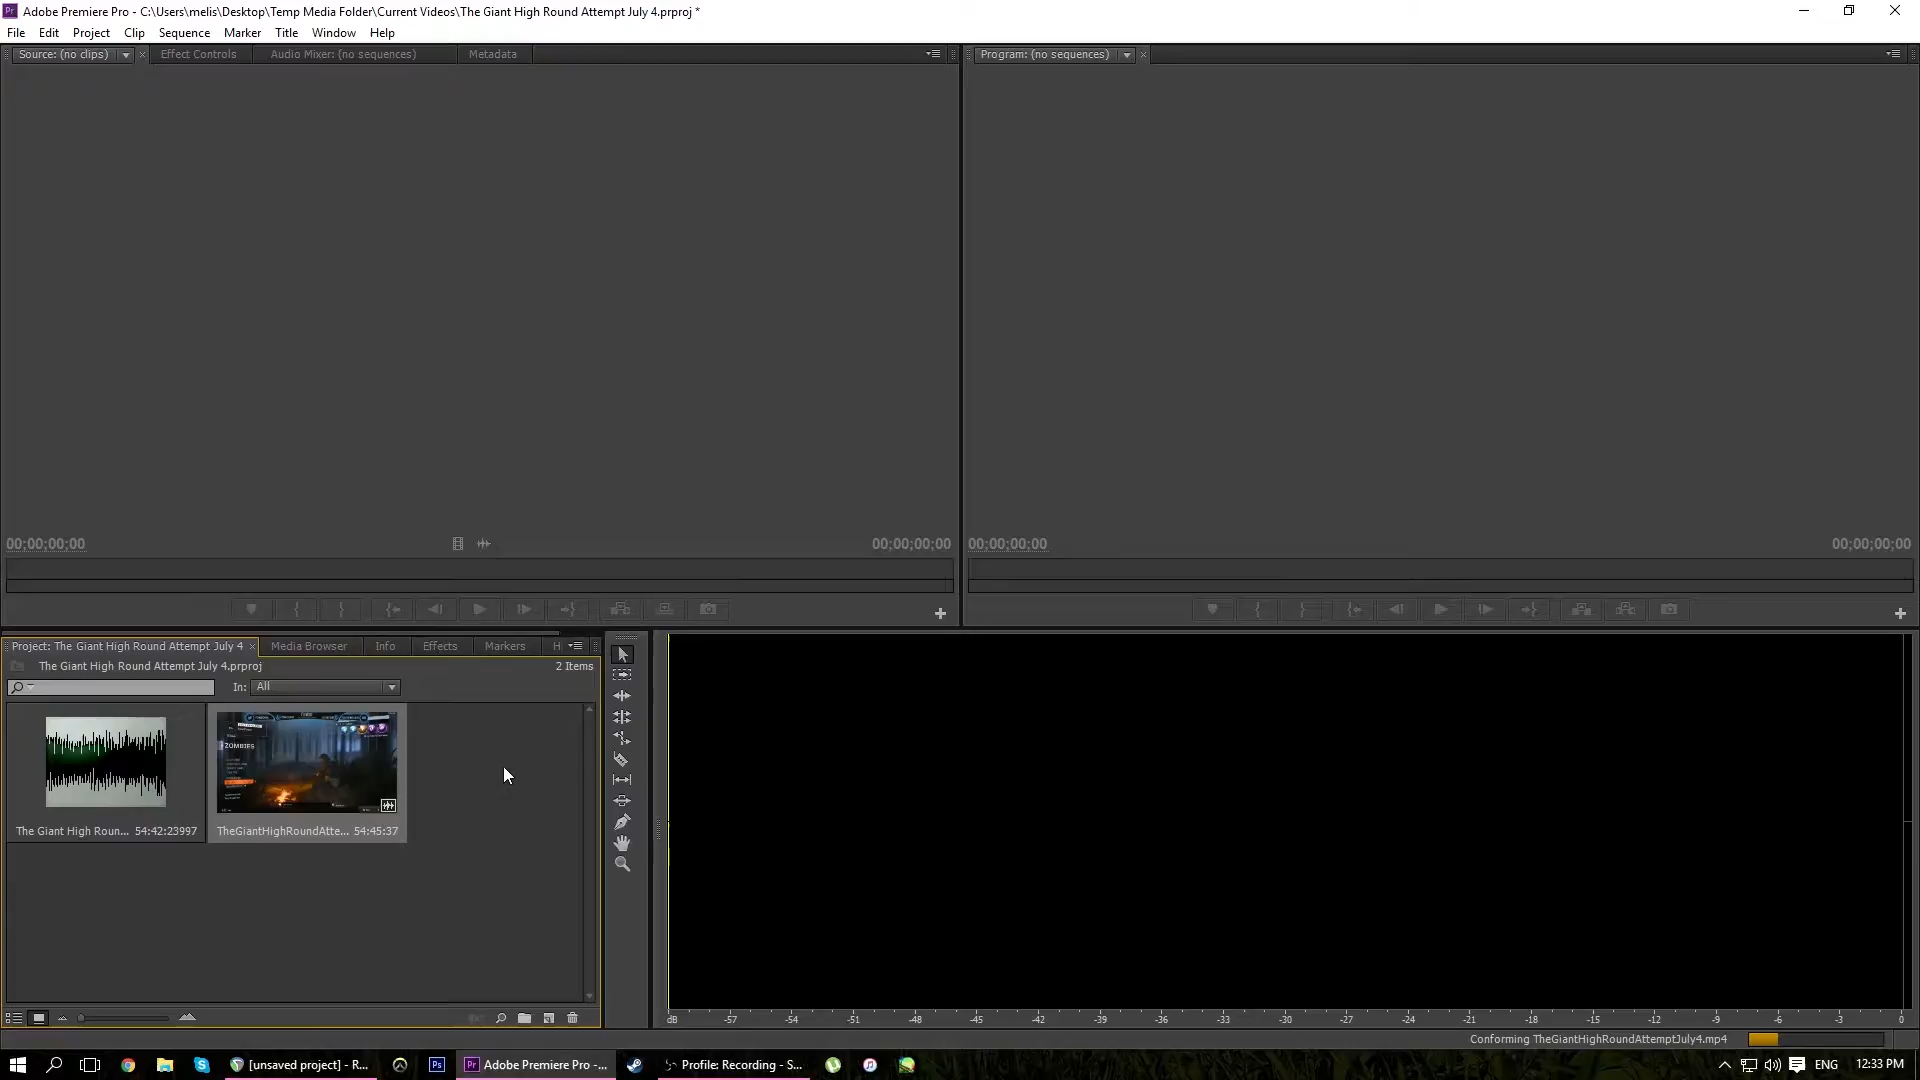 Adobe Premiere Pro - C:\Users\melis\Desktop\Temp Media Folder\Current Videos\The Giant High Round Attempt July 4.prproj *
File Edit Project Clip Sequence Marker Title Window Help
Source: (no clips) Effect Controls Audio Mixer: (no sequences) Metadata
Program: (no sequences)
00;00;00;00 00;00;00;00
00:00:00:00 00;00;00;00
Project: The Giant High Round Attempt July 4 Media Browser Info Effects Markers H
The Giant High Round Attempt July 4.prproj 2 Items
In: All
ZOMBIES
The Giant High Roun... 54:42:23997 TheGiantHighRoundAtte... 54:45:37
dB -57 -54 -51 -48 -45 -42 -39 -36 -33 -30 -27 -24 -21 -18 -15 -12 -9 -6 -3 0
Conforming TheGiantHighRoundAttemptJuly4.mp4
[unsaved project] - R... Ps Pr Adobe Premiere Pro -... Profile: Recording - S... ENG 12:33 PM